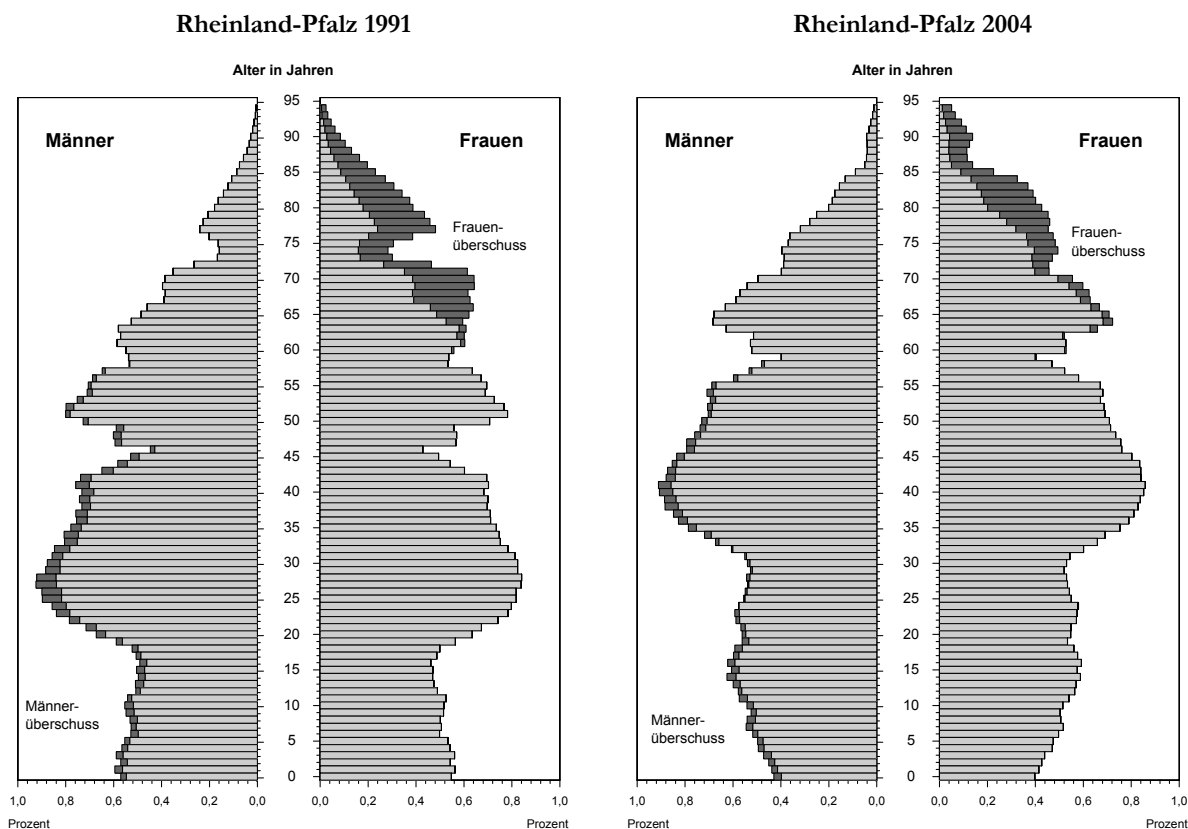 Rheinland-Pfalz 1991
Alter in Jahren
Männer
Frauen
Frauen-
überschuss
Männer-
überschuss
95
90
85
80
75
70
65
60
55
50
45
40
35
30
25
20
15
10
5
0
1,0 0,8 0,6 0,4 0,2 0,0
0,0 0,2 0,4 0,6 0,8 1,0
Prozent Prozent
Rheinland-Pfalz 2004
Alter in Jahren
Männer
Frauen
Frauen-
überschuss
Männer-
überschuss
95
90
85
80
75
70
65
60
55
50
45
40
35
30
25
20
15
10
5
0
1,0 0,8 0,6 0,4 0,2 0,0
0,0 0,2 0,4 0,6 0,8 1,0
Prozent Prozent